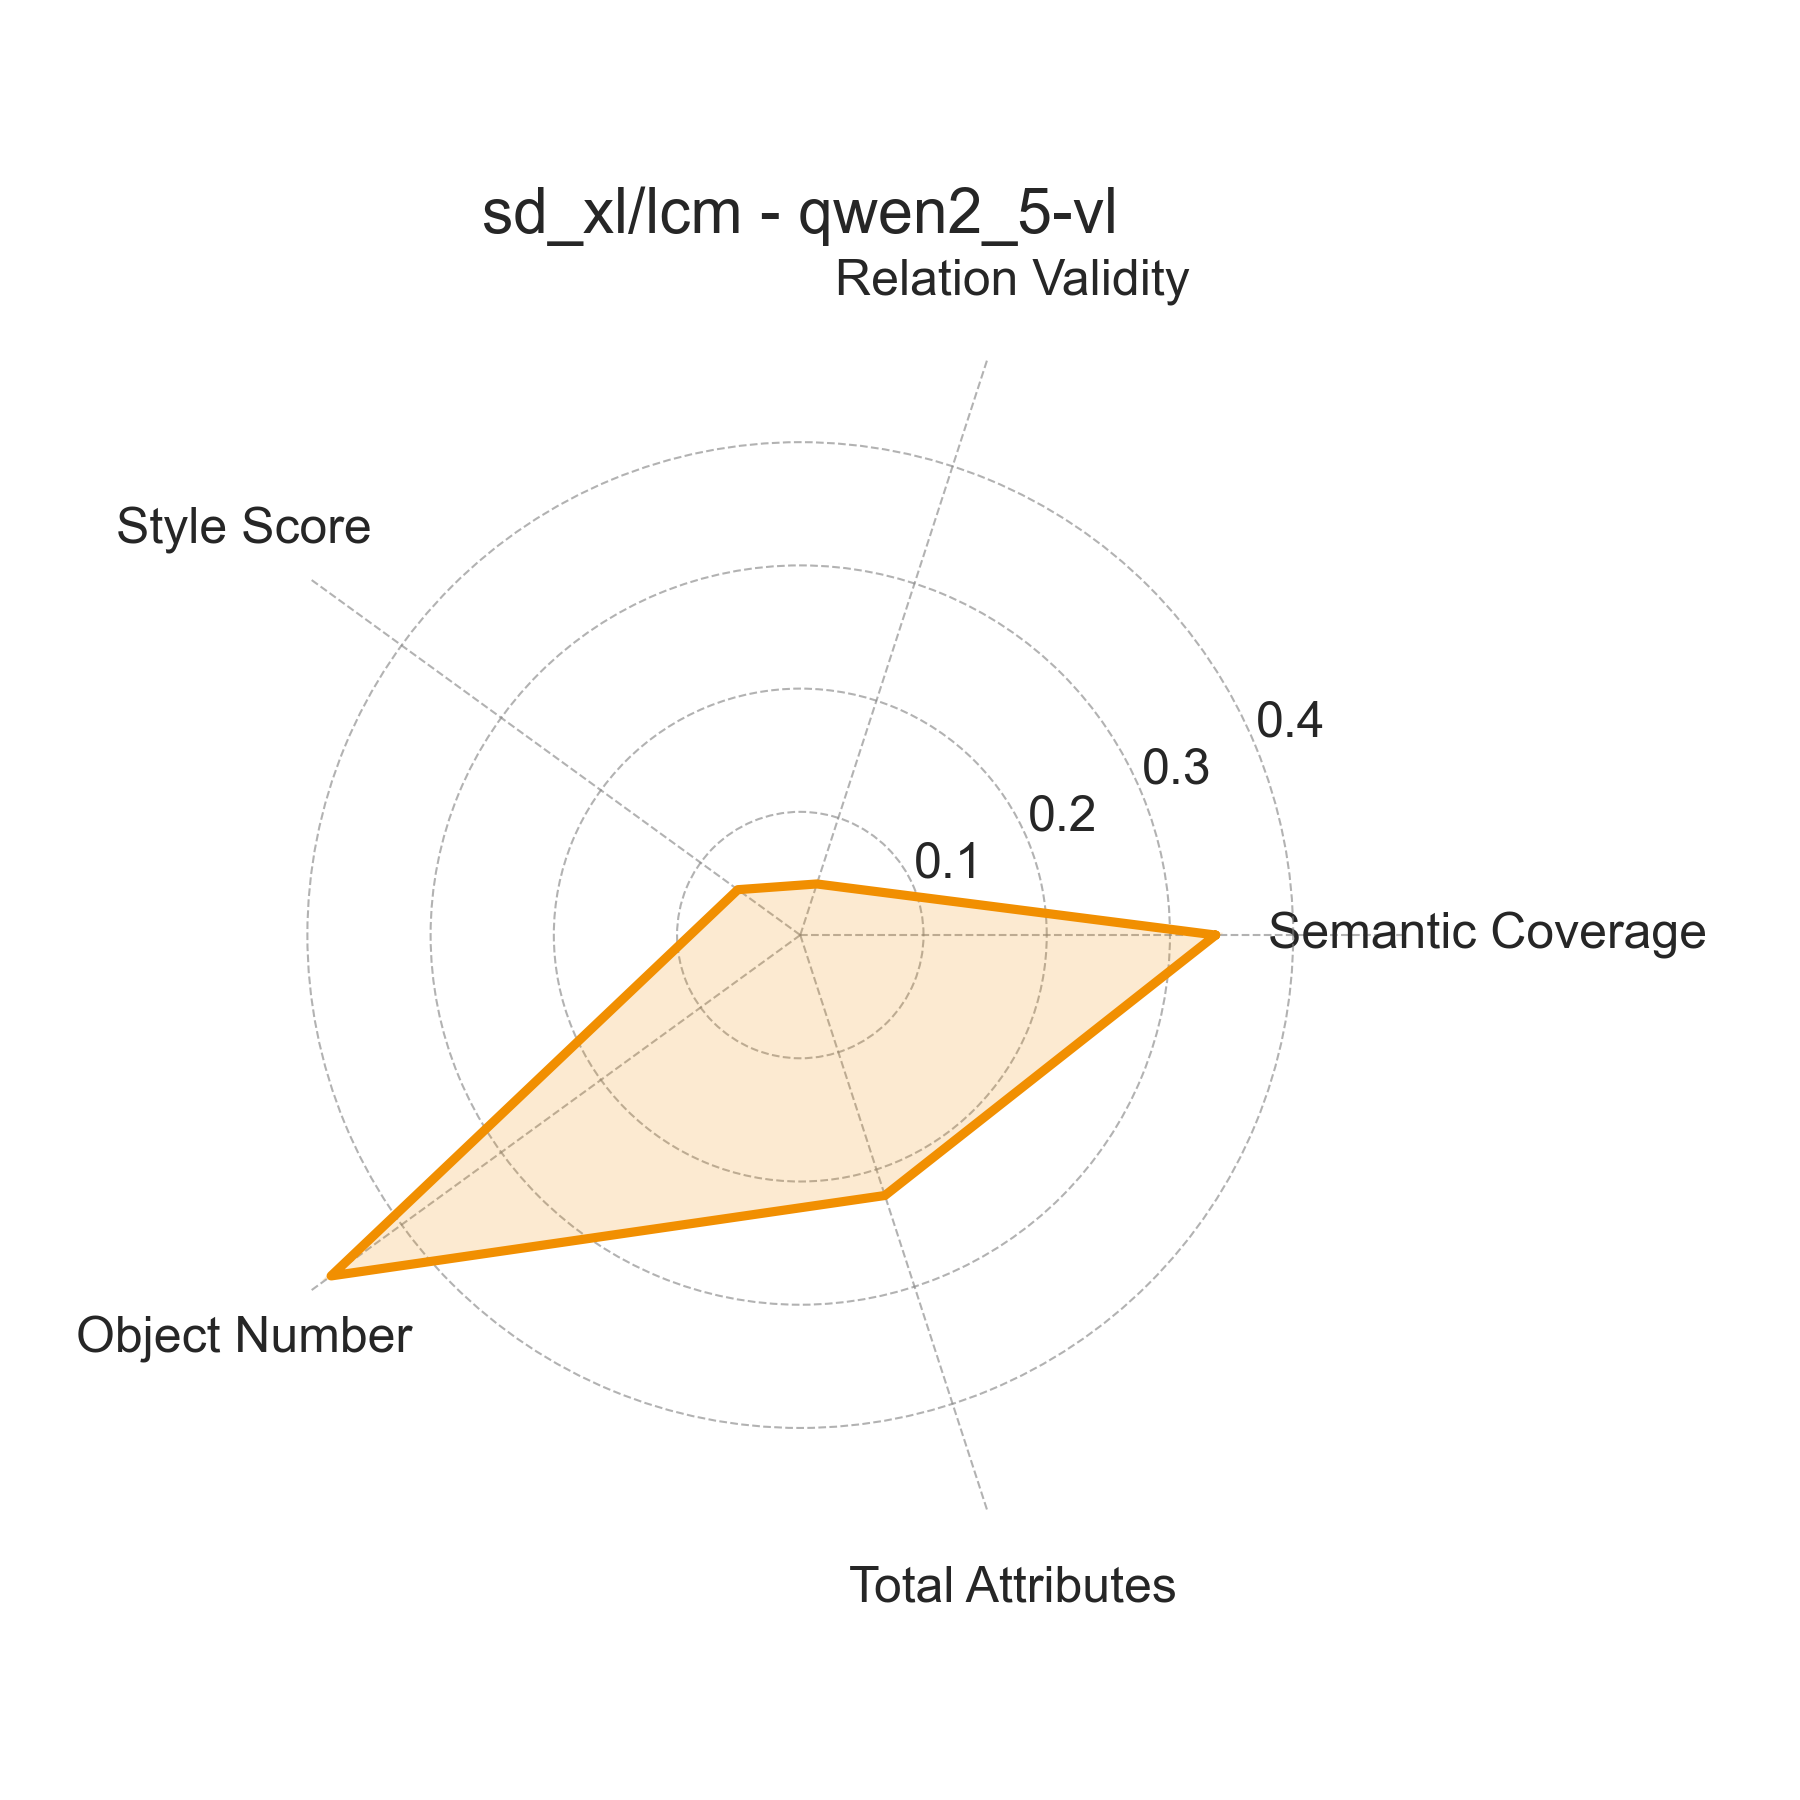 sd_xl/lcm - qwen2_5-vl
Relation Validity
Style Score
0.4
0.3
0.2
0.1
Semantic Coverage
Object Number
Total Attributes